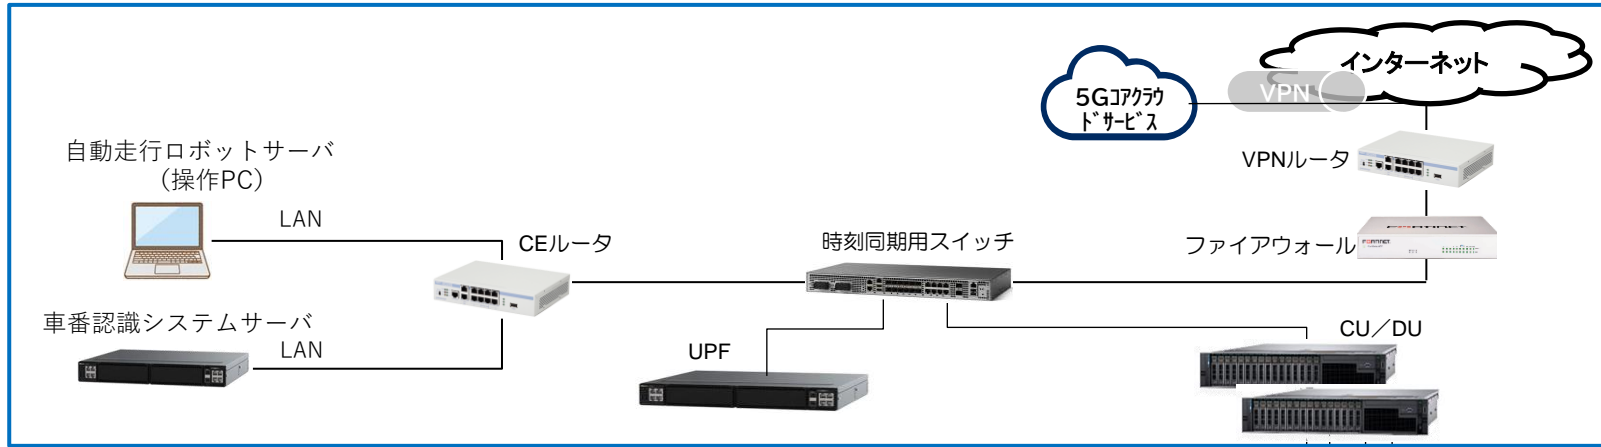 インターネット
VPN
5Gコアクラウ
ドサービス
VPNルータ
自動走行ロボットサーバ
（操作PC）
LAN
CEルータ
時刻同期用スイッチ
ファイアウォール
FORTINET
車番認識システムサーバ
LAN
UPF
CU／DU